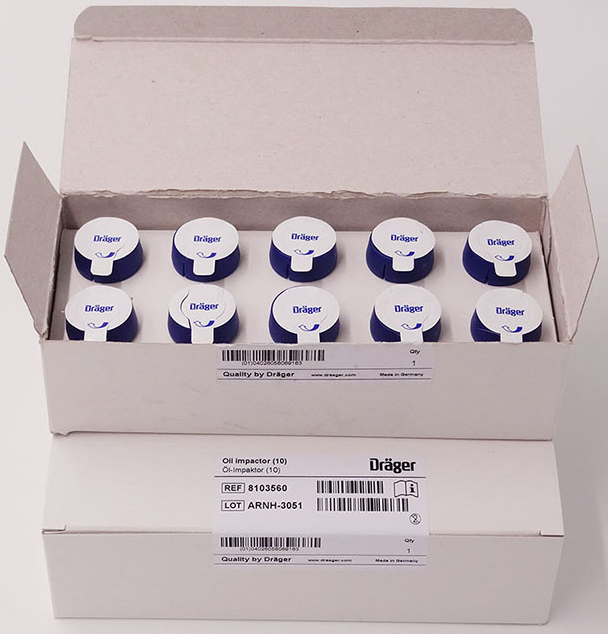 Dräger Dräger Dräger Dräger Dräger
Dräger Dräger Dräger Dräger Dräger
Qty
1
Quality by Dräger www.draeger.com Made in Germany
Oil impactor (10)
Öl-Impaktor (10)
Dräger
REF 8103560
LOT ARNH-3051
Qty
1
Quality by Dräger www.draeger.com Made in Germany